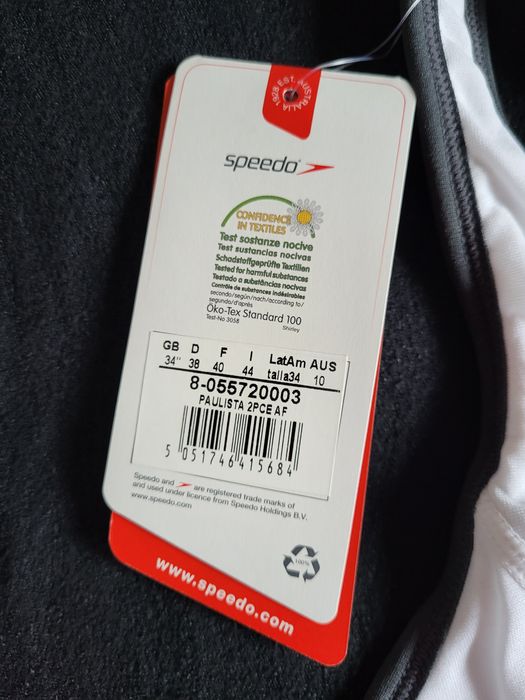 1928. EST. AUSTRALIA
speedo
CONFIDENCE
IN TEXTILES
Test sostanze nocive
Test sustancias nocivas
Schadstoffgeprüfte Textilien
Tested for harmful substances
Testado a substâncias nocivas
Contrôle de substances indésirables
secondo/según/nach/according to/
segundo/d'après
Öko-Tex Standard 100
Test-No 3058 Shirley
GB D F I LatAm AUS
34" 38 40 44 talla34 10
8-055720003
PAULISTA 2PCE AF
5 051746 415684
Speedo and are registered trade marks of
and used under licence from Speedo Holdings B.V.
www.speedo.com
100%
www.speedo.com